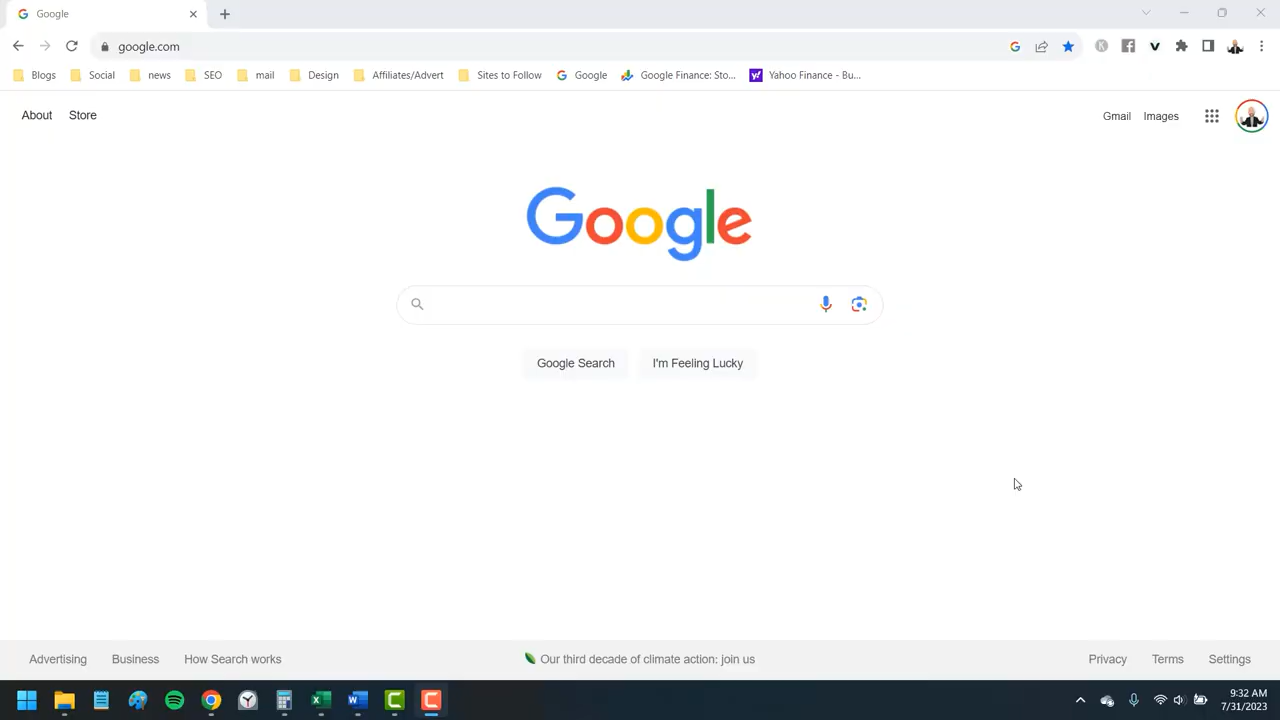 Google
google.com
Blogs Social news SEO mail Design Affiliates/Advert Sites to Follow Google Google Finance: Sto... Yahoo Finance - Bu...
About Store Gmail Images
Google
Google Search I'm Feeling Lucky
Advertising Business How Search works Our third decade of climate action: join us Privacy Terms Settings
9:32 AM
7/31/2023